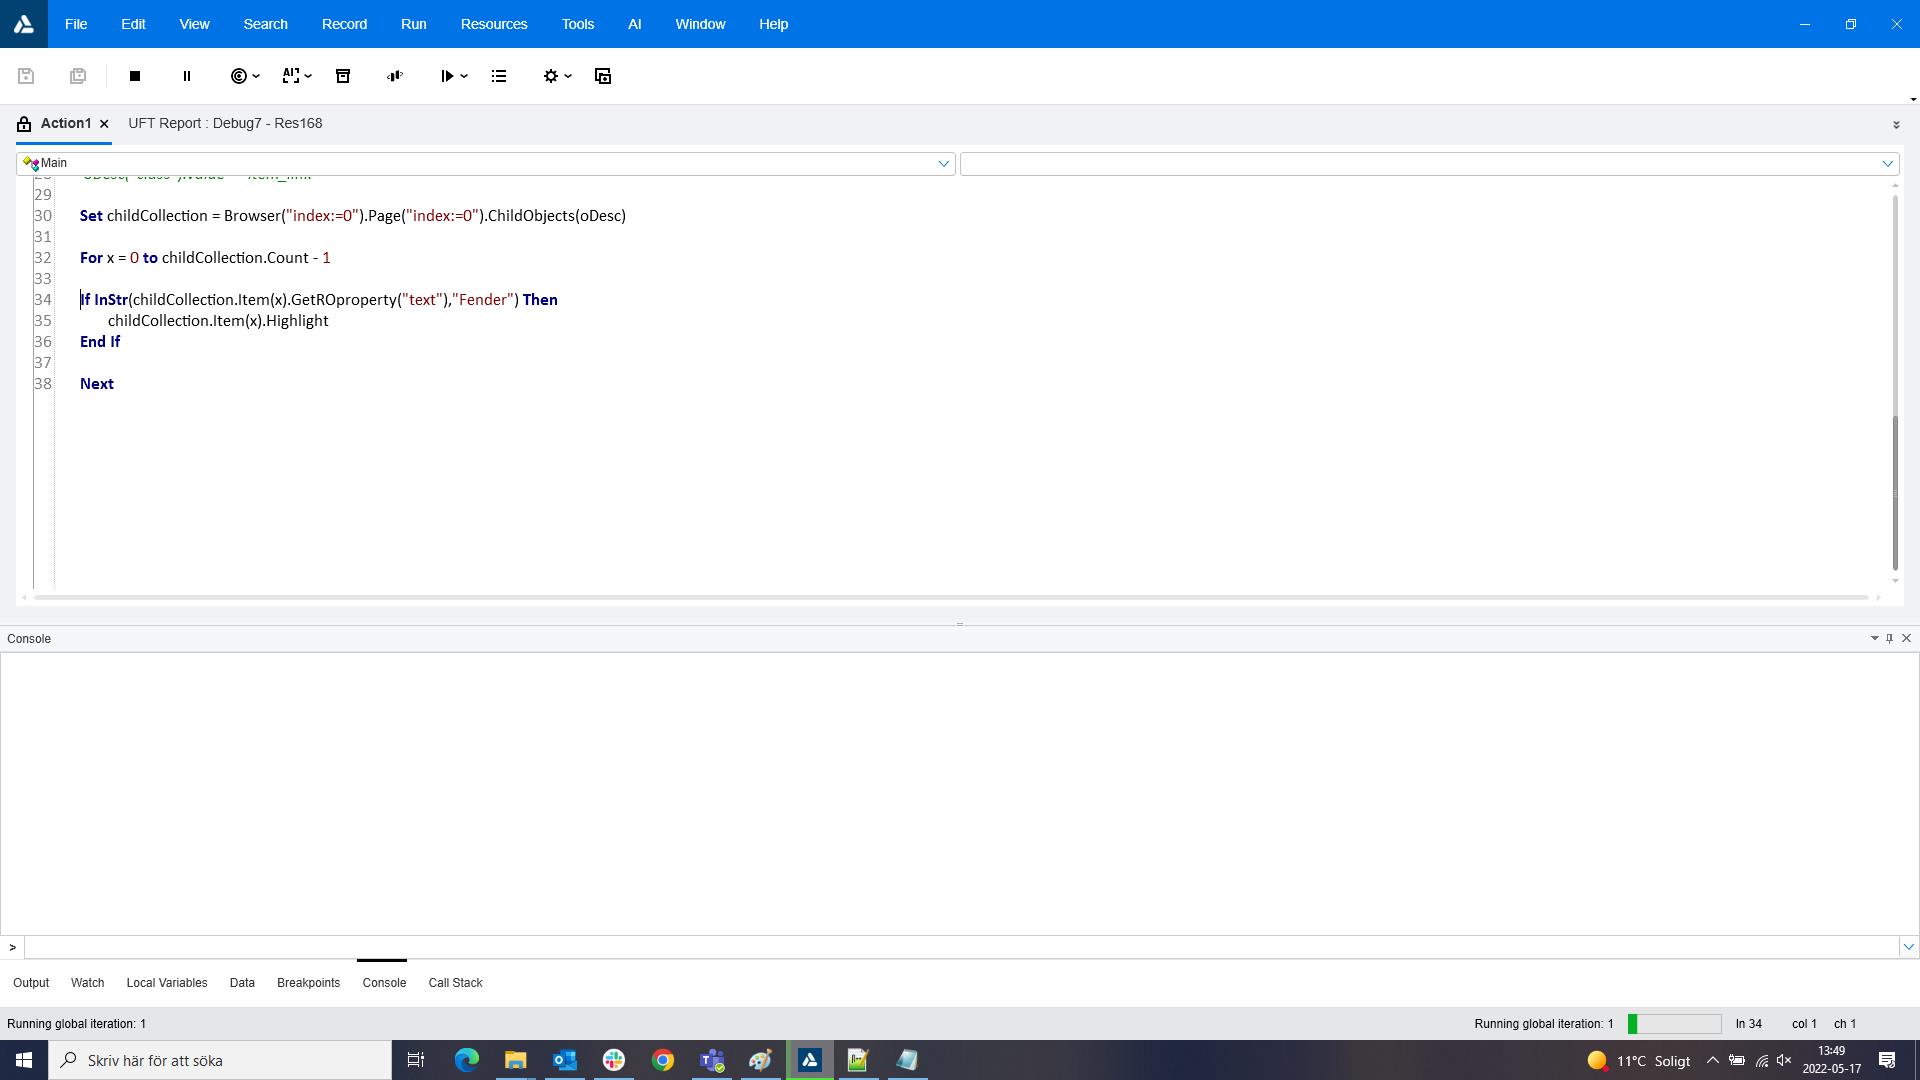 File Edit View Search Record Run Resources Tools AI Window Help
Action1 UFT Report : Debug7 - Res168
Main
29
30 Set childCollection = Browser("index:=0").Page("index:=0").ChildObjects(oDesc)
31
32 For x = 0 to childCollection.Count - 1
33
34 If InStr(childCollection.Item(x).GetROproperty("text"),"Fender") Then
35 childCollection.Item(x).Highlight
36 End If
37
38 Next
Console
>
Output Watch Local Variables Data Breakpoints Console Call Stack
Running global iteration: 1 Running global iteration: 1 ln 34 col 1 ch 1
Skriv här för att söka 11°C Soligt 13:49
2022-05-17